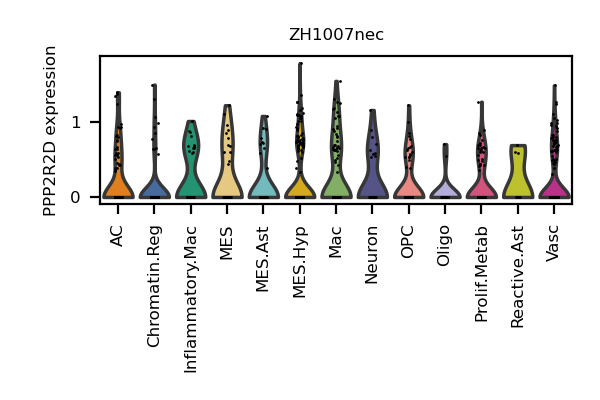 ZH1007nec
PPP2R2D expression
1
0
AC
Chromatin.Reg
Inflammatory.Mac
MES
MES.Ast
MES.Hyp
Mac
Neuron
OPC
Oligo
Prolif.Metab
Reactive.Ast
Vasc